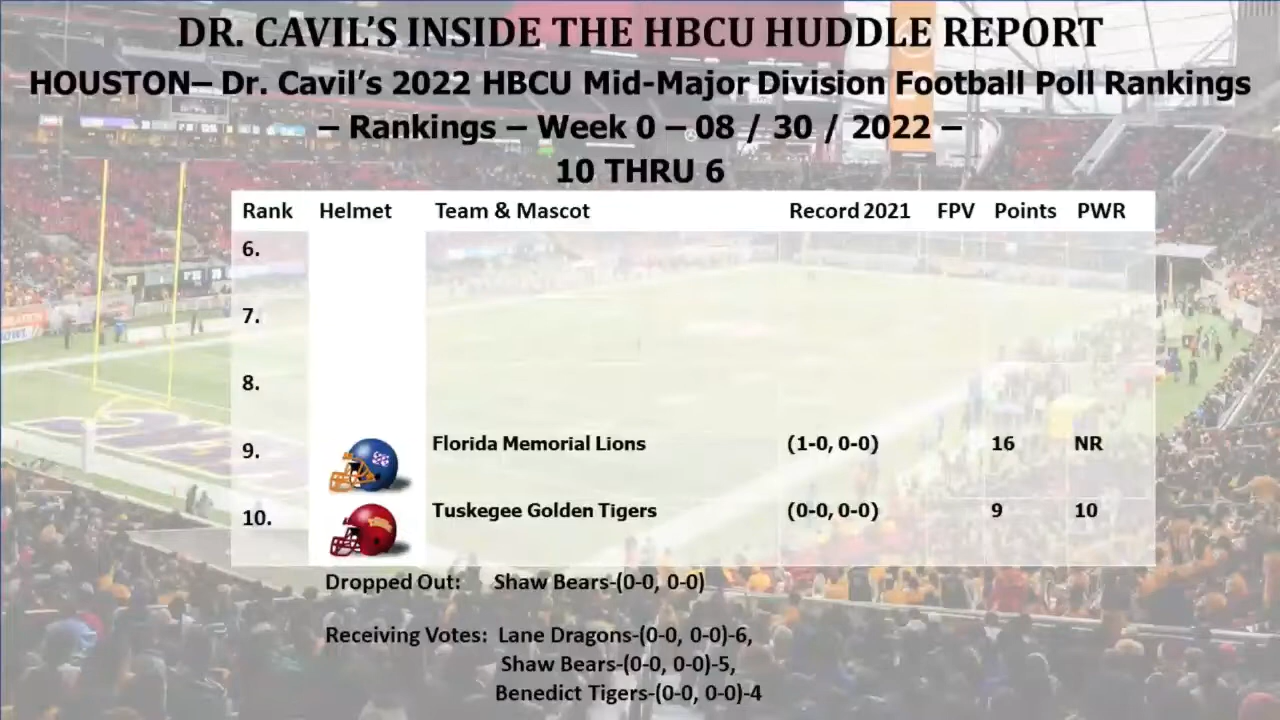 DR. CAVIL'S INSIDE THE HBCU HUDDLE REPORT
HOUSTON– Dr. Cavil's 2022 HBCU Mid-Major Division Football Poll Rankings
– Rankings – Week 0 – 08 / 30 / 2022 –
10 THRU 6
Rank Helmet Team & Mascot Record 2021 FPV Points PWR
6.
7.
8.
9. Florida Memorial Lions (1-0, 0-0) 16 NR
10. Tuskegee Golden Tigers (0-0, 0-0) 9 10
Dropped Out: Shaw Bears-(0-0, 0-0)
Receiving Votes: Lane Dragons-(0-0, 0-0)-6,
Shaw Bears-(0-0, 0-0)-5,
Benedict Tigers-(0-0, 0-0)-4